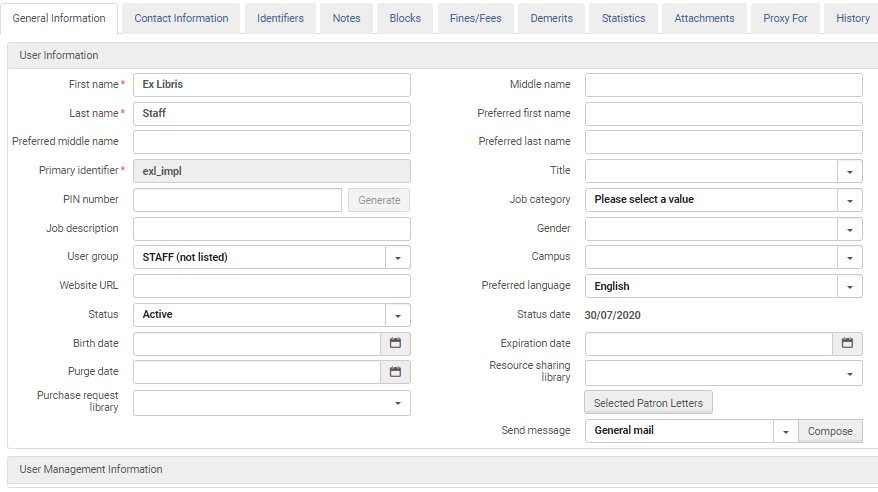 General Information
Contact Information
Identifiers
Notes
Blocks
Fines/Fees
Demerits
Statistics
Attachments
Proxy For
History
User Information
First name * Ex Libris
Middle name
Last name * Staff
Preferred first name
Preferred middle name
Preferred last name
Primary identifier * exl_impl
Title
PIN number Generate
Job category Please select a value
Job description
Gender
User group STAFF (not listed)
Campus
Website URL
Preferred language English
Status Active
Status date 30/07/2020
Birth date
Expiration date
Purge date
Resource sharing
library
Purchase request
library
Selected Patron Letters
Send message General mail Compose
User Management Information